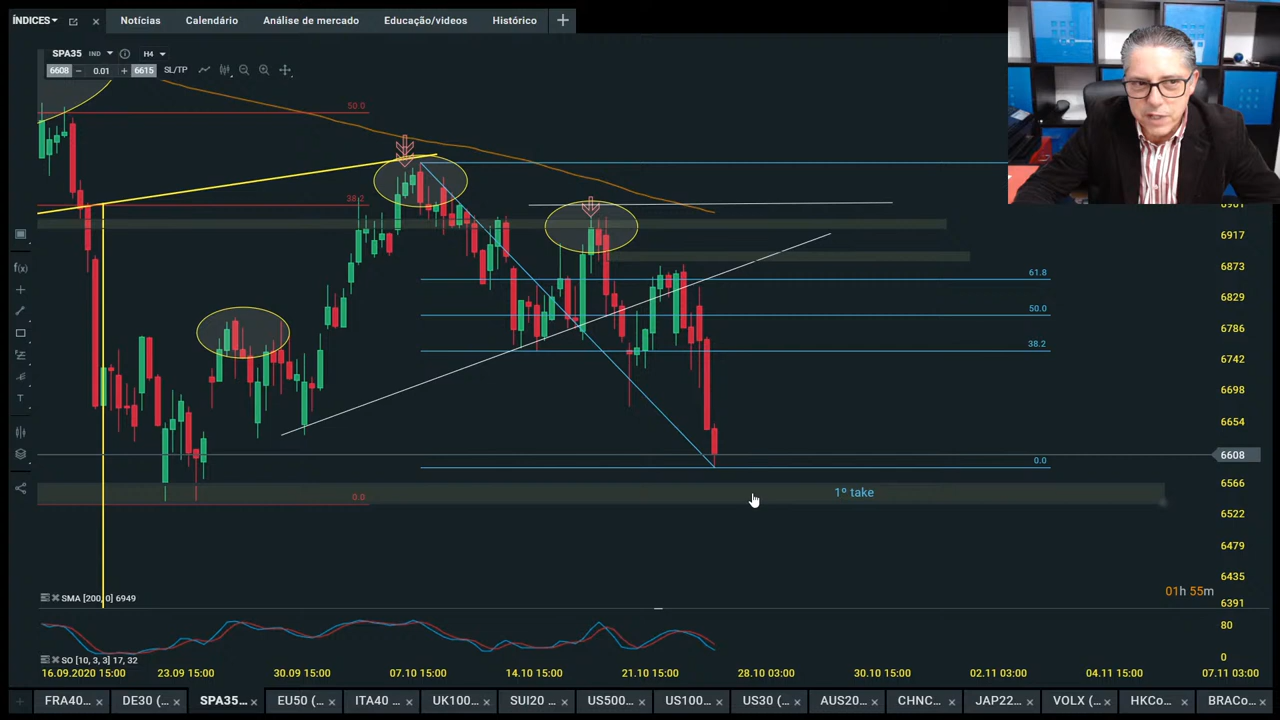 ÍNDICES
Notícias
Calendário
Análise de mercado
Educação/videos
Histórico
SPA35 IND H4
6608 − 0.01 + 6615 SL/TP
50.0
38.2
0.0
61.8
50.0
38.2
0.0
1º take
6917
6873
6829
6786
6742
6698
6654
6608
6566
6522
6479
6435
6391
01h 55m
SMA [200, 0] 6949
80
0
SO [10, 3, 3] 17, 32
16.09.2020 15:00
23.09 15:00
30.09 15:00
07.10 15:00
14.10 15:00
21.10 15:00
28.10 03:00
30.10 15:00
02.11 03:00
04.11 15:00
07.11 03:00
FRA40...
DE30 (...
SPA35...
EU50 (...
ITA40 ...
UK100...
SUI20 ...
US500...
US100...
US30 (...
AUS20...
CHNC...
JAP22...
VOLX (...
HKCo...
BRACo...